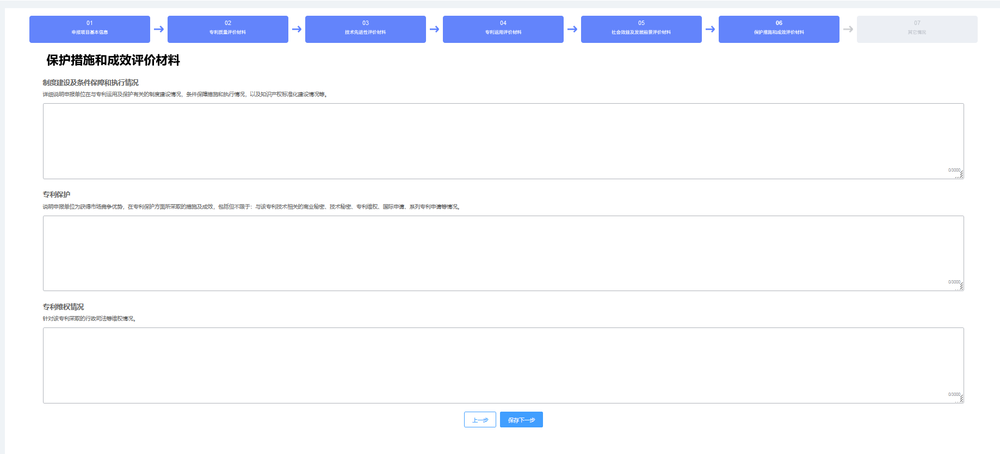 01
申报项目基本信息
02
专利质量评价材料
03
技术先进性评价材料
04
专利运用评价材料
05
社会效益及发展前景评价材料
06
保护措施和成效评价材料
07
其它情况
保护措施和成效评价材料
制度建设及条件保障和执行情况
详细说明申报单位在与专利运用及保护有关的制度建设情况，条件保障措施和执行情况，以及知识产权标准化建设情况等。
0/3000
专利保护
说明申报单位为获得市场竞争优势，在专利保护方面所采取的措施及成效，包括但不限于：与该专利技术相关的商业秘密、技术秘密、专利维权、国际申请、系列专利申请等情况。
0/3000
专利维权情况
针对该专利采取的行政司法等维权情况。
0/3000
上一步
保存下一步